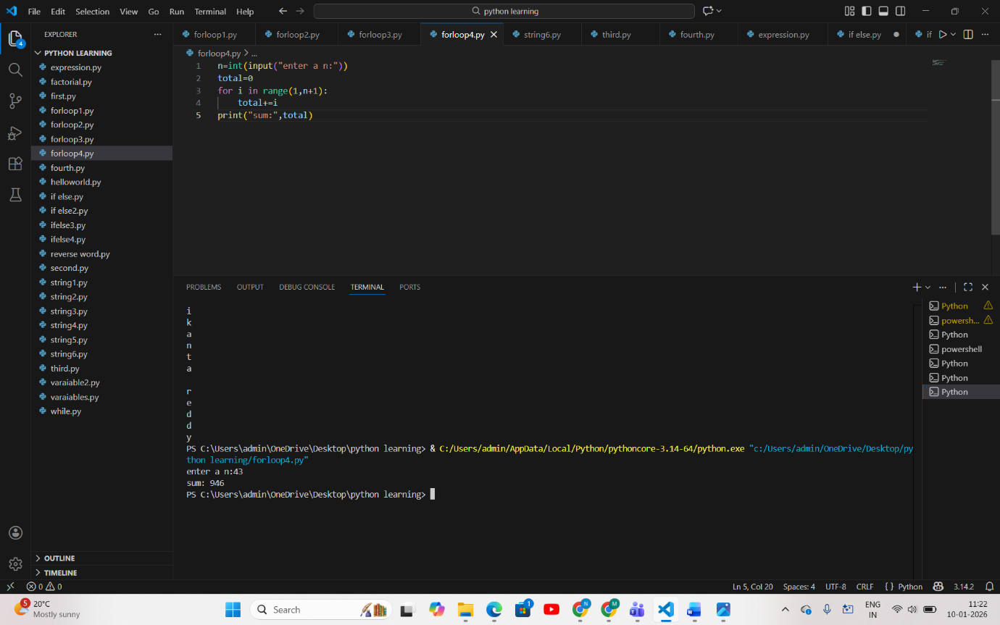 File Edit Selection View Go Run Terminal Help python learning
EXPLORER
4
PYTHON LEARNING
expression.py
factorial.py
first.py
forloop1.py
forloop2.py
forloop3.py
forloop4.py
fourth.py
helloworld.py
if else.py
if else2.py
ifelse3.py
ifelse4.py
reverse word.py
second.py
string1.py
string2.py
string3.py
string4.py
string5.py
string6.py
third.py
varaiable2.py
varaiables.py
while.py
OUTLINE
TIMELINE
forloop1.py forloop2.py forloop3.py forloop4.py string6.py third.py fourth.py expression.py if else.py if
forloop4.py > ...
1 n=int(input("enter a n:"))
2 total=0
3 for i in range(1,n+1):
4 total+=i
5 print("sum:",total)
PROBLEMS OUTPUT DEBUG CONSOLE TERMINAL PORTS
i
k
a
n
t
a
r
e
d
d
y
PS C:\Users\admin\OneDrive\Desktop\python learning> & C:/Users/admin/AppData/Local/Python/pythoncore-3.14-64/python.exe "c:/Users/admin/OneDrive/Desktop/py
thon learning/forloop4.py"
enter a n:43
sum: 946
PS C:\Users\admin\OneDrive\Desktop\python learning>
Python
powersh...
Python
powershell
Python
Python
Python
0 0 Ln 5, Col 20 Spaces: 4 UTF-8 CRLF { } Python 3.14.2
5 20°C
Mostly sunny
Search
1
N
M
ENG
IN
11:22
10-01-2026